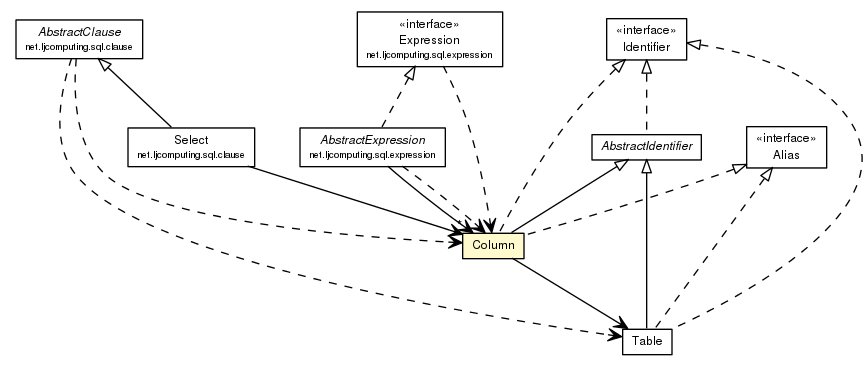 AbstractClause
net.ljcomputing.sql.clause
«interface»
Expression
net.ljcomputing.sql.expression
«interface»
Identifier
Select
net.ljcomputing.sql.clause
AbstractExpression
net.ljcomputing.sql.expression
AbstractIdentifier
«interface»
Alias
Column
Table